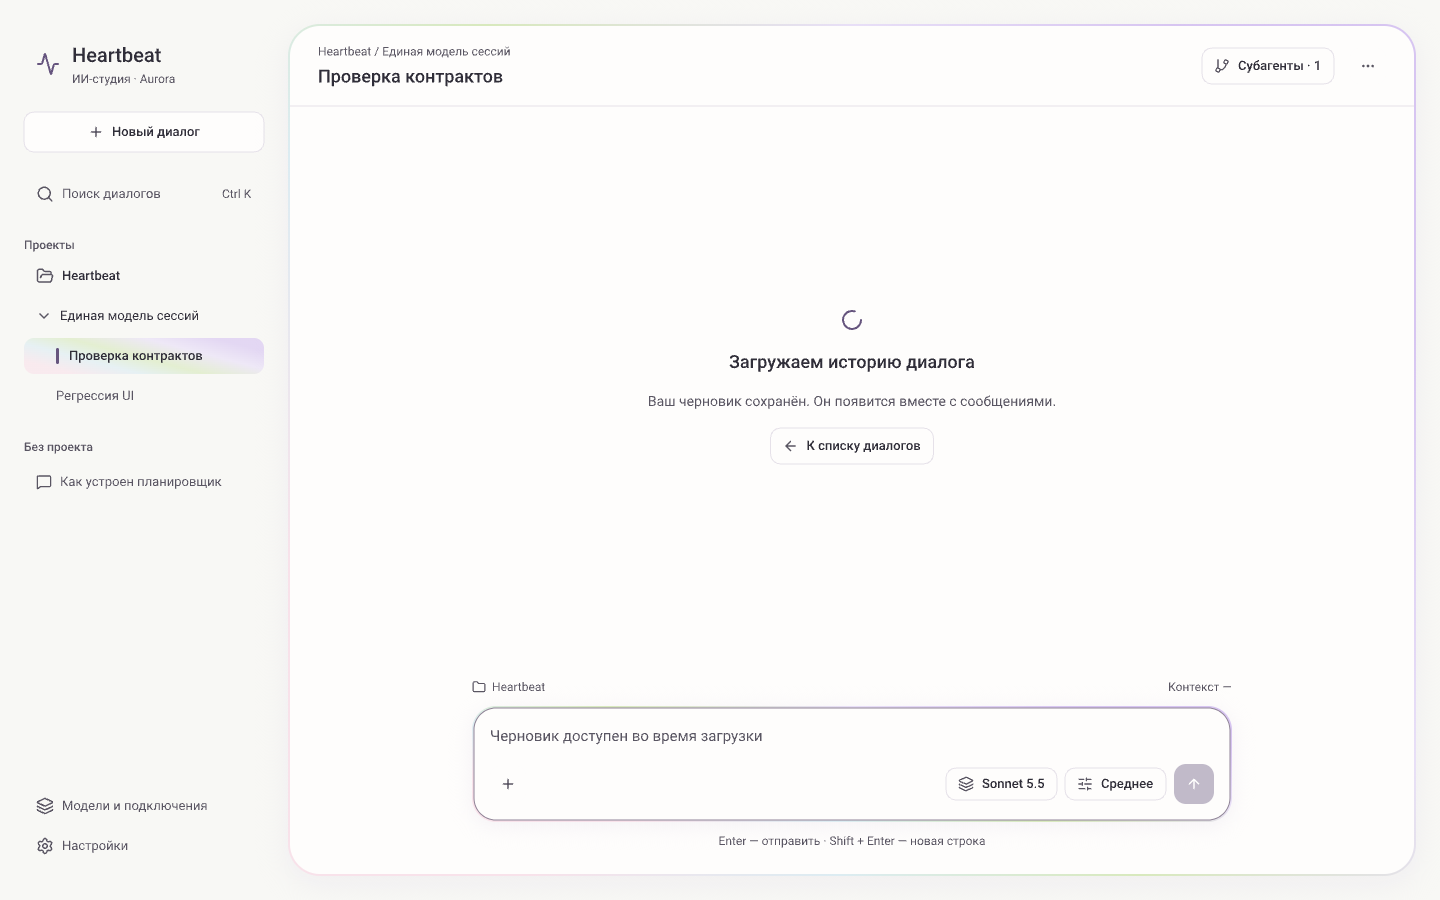 Heartbeat
ИИ-студия · Aurora
Новый диалог
Поиск диалогов Ctrl K
Проекты
Heartbeat
Единая модель сессий
Проверка контрактов
Регрессия UI
Без проекта
Как устроен планировщик
Модели и подключения
Настройки
Heartbeat / Единая модель сессий
Проверка контрактов
Субагенты · 1
Загружаем историю диалога
Ваш черновик сохранён. Он появится вместе с сообщениями.
К списку диалогов
Heartbeat
Контекст —
Черновик доступен во время загрузки
Sonnet 5.5
Среднее
Enter — отправить · Shift + Enter — новая строка